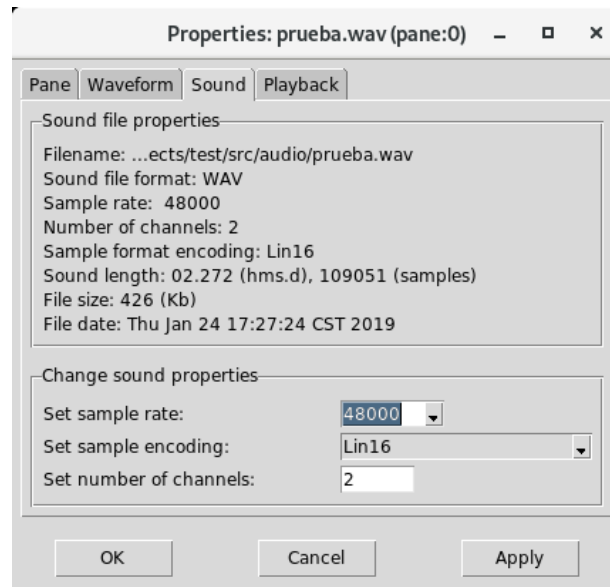 Properties: prueba.wav (pane:0)
Pane Waveform Sound Playback
Sound file properties
Filename: ...ects/test/src/audio/prueba.wav
Sound file format: WAV
Sample rate: 48000
Number of channels: 2
Sample format encoding: Lin16
Sound length: 02.272 (hms.d), 109051 (samples)
File size: 426 (Kb)
File date: Thu Jan 24 17:27:24 CST 2019
Change sound properties
Set sample rate: 48000
Set sample encoding: Lin16
Set number of channels: 2
OK Cancel Apply